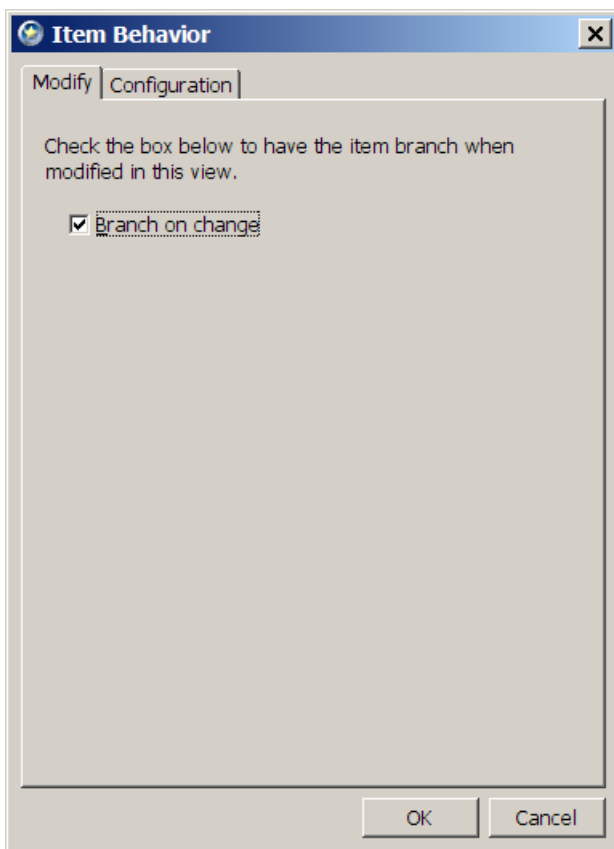 Item Behavior
Modify
Configuration
Check the box below to have the item branch when
modified in this view.
Branch on change
OK
Cancel